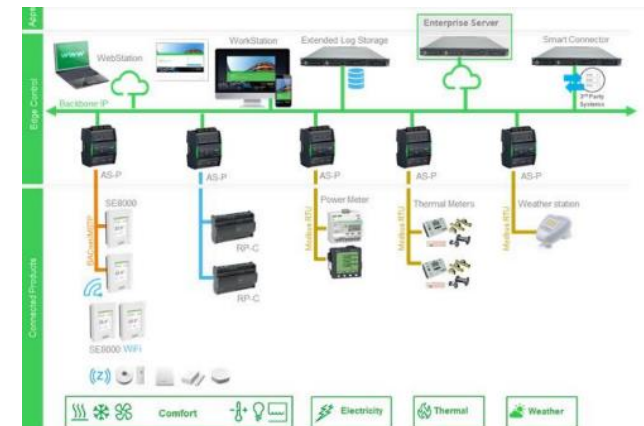 Apps
Enterprise Server
WebStation
WorkStation
Extended Log Storage
Smart Connector
www
3rd Party
Systems
Edge Control
Backbone IP
AS-P
AS-P
AS-P
AS-P
AS-P
Connected Products
SE8000
BACnet/MSTP
Power Meter
Modbus RTU
Thermal Meters
Modbus RTU
Weather station
Modbus RTU
RP-C
RP-C
SE8000 WiFi
(z)
Comfort
Electricity
Thermal
Weather